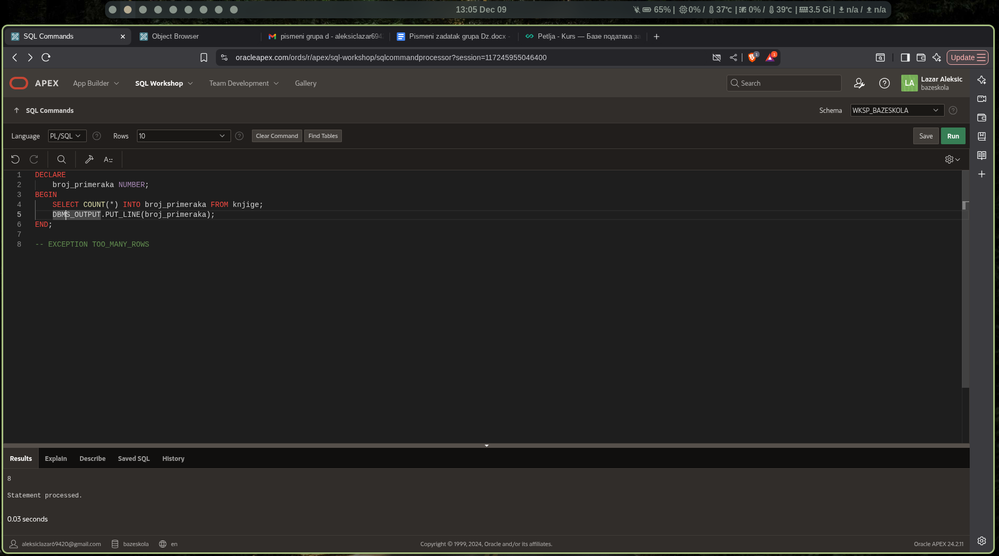 13:05 Dec 09
65% | 0% / 37℃ | 0% / 39℃ | 3.5 Gi | n/a / n/a
SQL Commands
Object Browser
pismeni grupa d - aleksiclazar694
Pismeni zadatak grupa Dz.docx -
Petlja - Kurs — Базе података за
oracleapex.com/ords/r/apex/sql-workshop/sqlcommandprocessor?session=117245955046400
1
1
Update
APEX
App Builder
SQL Workshop
Team Development
Gallery
Search
LA
Lazar Aleksic
bazeskola
SQL Commands
Schema
WKSP_BAZESKOLA
Language
PL/SQL
Rows
10
Clear Command
Find Tables
Save
Run
1 DECLARE
2 broj_primeraka NUMBER;
3 BEGIN
4 SELECT COUNT(*) INTO broj_primeraka FROM knjige;
5 DBMS_OUTPUT.PUT_LINE(broj_primeraka);
6 END;
7
8 -- EXCEPTION TOO_MANY_ROWS
Results
Explain
Describe
Saved SQL
History
8
Statement processed.
0.03 seconds
aleksiclazar69420@gmail.com
bazeskola
en
Copyright © 1999, 2024, Oracle and/or its affiliates.
Oracle APEX 24.2.11